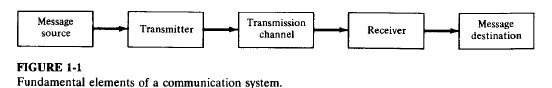 Message
source
Transmitter
Transmission
channel
Receiver
Message
destination
FIGURE 1-1
Fundamental elements of a communication system.